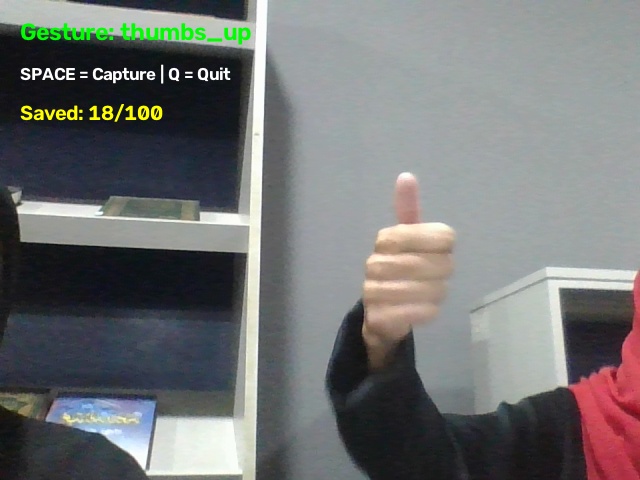 Gesture: thumbs_up
SPACE = Capture | Q = Quit
Saved: 18/100